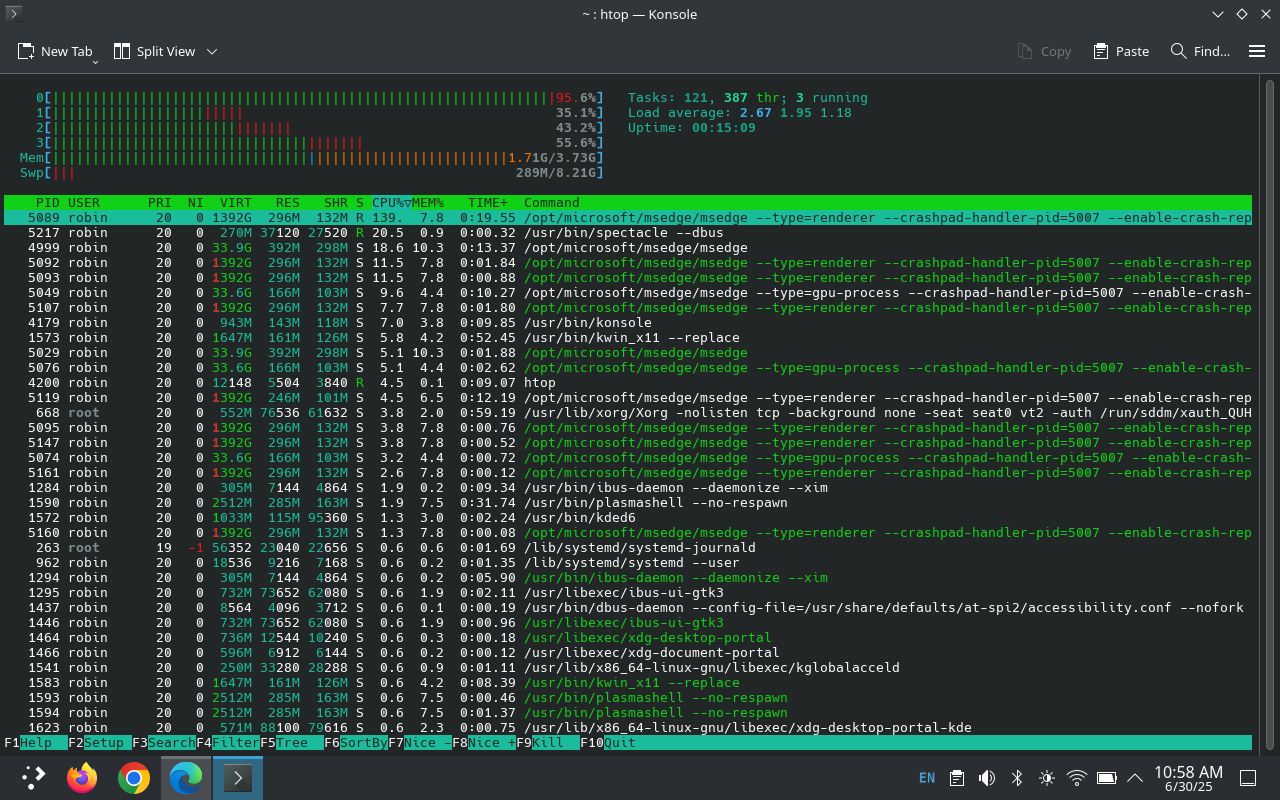 ~ : htop — Konsole
New Tab Split View Copy Paste Find...
0[||||||||||||||||||||||||||||||||||||||||||||||||||||||||||||||||95.6%] Tasks: 121, 387 thr; 3 running
1[|||||||||||||||||||||||| 35.1%] Load average: 2.67 1.95 1.18
2[|||||||||||||||||||||||||||||| 43.2%] Uptime: 00:15:09
3[||||||||||||||||||||||||||||||||||||||| 55.6%]
Mem[|||||||||||||||||||||||||||||||||||||||||||||||||||||||||1.71G/3.73G]
Swp[||| 289M/8.21G]
PID USER PRI NI VIRT RES SHR S CPU%▽MEM% TIME+ Command
5089 robin 20 0 1392G 296M 132M R 139. 7.8 0:19.55 /opt/microsoft/msedge/msedge --type=renderer --crashpad-handler-pid=5007 --enable-crash-rep
5217 robin 20 0 270M 37120 27520 R 20.5 0.9 0:00.32 /usr/bin/spectacle --dbus
4999 robin 20 0 33.9G 392M 298M S 18.6 10.3 0:13.37 /opt/microsoft/msedge/msedge
5092 robin 20 0 1392G 296M 132M S 11.5 7.8 0:01.84 /opt/microsoft/msedge/msedge --type=renderer --crashpad-handler-pid=5007 --enable-crash-rep
5093 robin 20 0 1392G 296M 132M S 11.5 7.8 0:00.88 /opt/microsoft/msedge/msedge --type=renderer --crashpad-handler-pid=5007 --enable-crash-rep
5049 robin 20 0 33.6G 166M 103M S 9.6 4.4 0:10.27 /opt/microsoft/msedge/msedge --type=gpu-process --crashpad-handler-pid=5007 --enable-crash-
5107 robin 20 0 1392G 296M 132M S 7.7 7.8 0:01.80 /opt/microsoft/msedge/msedge --type=renderer --crashpad-handler-pid=5007 --enable-crash-rep
4179 robin 20 0 943M 143M 118M S 7.0 3.8 0:09.85 /usr/bin/konsole
1573 robin 20 0 1647M 161M 126M S 5.8 4.2 0:52.45 /usr/bin/kwin_x11 --replace
5029 robin 20 0 33.9G 392M 298M S 5.1 10.3 0:01.88 /opt/microsoft/msedge/msedge
5076 robin 20 0 33.6G 166M 103M S 5.1 4.4 0:02.62 /opt/microsoft/msedge/msedge --type=gpu-process --crashpad-handler-pid=5007 --enable-crash-
4200 robin 20 0 12148 5504 3840 R 4.5 0.1 0:09.07 htop
5119 robin 20 0 1392G 246M 101M S 4.5 6.5 0:12.19 /opt/microsoft/msedge/msedge --type=renderer --crashpad-handler-pid=5007 --enable-crash-rep
668 root 20 0 552M 76536 61632 S 3.8 2.0 0:59.19 /usr/lib/xorg/Xorg -nolisten tcp -background none -seat seat0 vt2 -auth /run/sddm/xauth_QUH
5095 robin 20 0 1392G 296M 132M S 3.8 7.8 0:00.76 /opt/microsoft/msedge/msedge --type=renderer --crashpad-handler-pid=5007 --enable-crash-rep
5147 robin 20 0 1392G 296M 132M S 3.8 7.8 0:00.52 /opt/microsoft/msedge/msedge --type=renderer --crashpad-handler-pid=5007 --enable-crash-rep
5074 robin 20 0 33.6G 166M 103M S 3.2 4.4 0:00.72 /opt/microsoft/msedge/msedge --type=gpu-process --crashpad-handler-pid=5007 --enable-crash-
5161 robin 20 0 1392G 296M 132M S 2.6 7.8 0:00.12 /opt/microsoft/msedge/msedge --type=renderer --crashpad-handler-pid=5007 --enable-crash-rep
1284 robin 20 0 305M 7144 4864 S 1.9 0.2 0:09.34 /usr/bin/ibus-daemon --daemonize --xim
1590 robin 20 0 2512M 285M 163M S 1.9 7.5 0:31.74 /usr/bin/plasmashell --no-respawn
1572 robin 20 0 1033M 115M 95360 S 1.3 3.0 0:02.24 /usr/bin/kded6
5160 robin 20 0 1392G 296M 132M S 1.3 7.8 0:00.08 /opt/microsoft/msedge/msedge --type=renderer --crashpad-handler-pid=5007 --enable-crash-rep
263 root 19 -1 56352 23040 22656 S 0.6 0.6 0:01.69 /lib/systemd/systemd-journald
962 robin 20 0 18536 9216 7168 S 0.6 0.2 0:01.35 /lib/systemd/systemd --user
1294 robin 20 0 305M 7144 4864 S 0.6 0.2 0:05.90 /usr/bin/ibus-daemon --daemonize --xim
1295 robin 20 0 732M 73652 62080 S 0.6 1.9 0:02.11 /usr/libexec/ibus-ui-gtk3
1437 robin 20 0 8564 4096 3712 S 0.6 0.1 0:00.19 /usr/bin/dbus-daemon --config-file=/usr/share/defaults/at-spi2/accessibility.conf --nofork
1446 robin 20 0 732M 73652 62080 S 0.6 1.9 0:00.96 /usr/libexec/ibus-ui-gtk3
1464 robin 20 0 736M 12544 10240 S 0.6 0.3 0:00.18 /usr/libexec/xdg-desktop-portal
1466 robin 20 0 596M 6912 6144 S 0.6 0.2 0:00.12 /usr/libexec/xdg-document-portal
1541 robin 20 0 250M 33280 28288 S 0.6 0.9 0:01.11 /usr/lib/x86_64-linux-gnu/libexec/kglobalacceld
1583 robin 20 0 1647M 161M 126M S 0.6 4.2 0:08.39 /usr/bin/kwin_x11 --replace
1593 robin 20 0 2512M 285M 163M S 0.6 7.5 0:00.46 /usr/bin/plasmashell --no-respawn
1594 robin 20 0 2512M 285M 163M S 0.6 7.5 0:01.37 /usr/bin/plasmashell --no-respawn
1623 robin 20 0 571M 88100 79616 S 0.6 2.3 0:00.75 /usr/lib/x86_64-linux-gnu/libexec/xdg-desktop-portal-kde
F1Help F2Setup F3SearchF4FilterF5Tree F6SortByF7Nice -F8Nice +F9Kill F10Quit
EN 10:58 AM
6/30/25